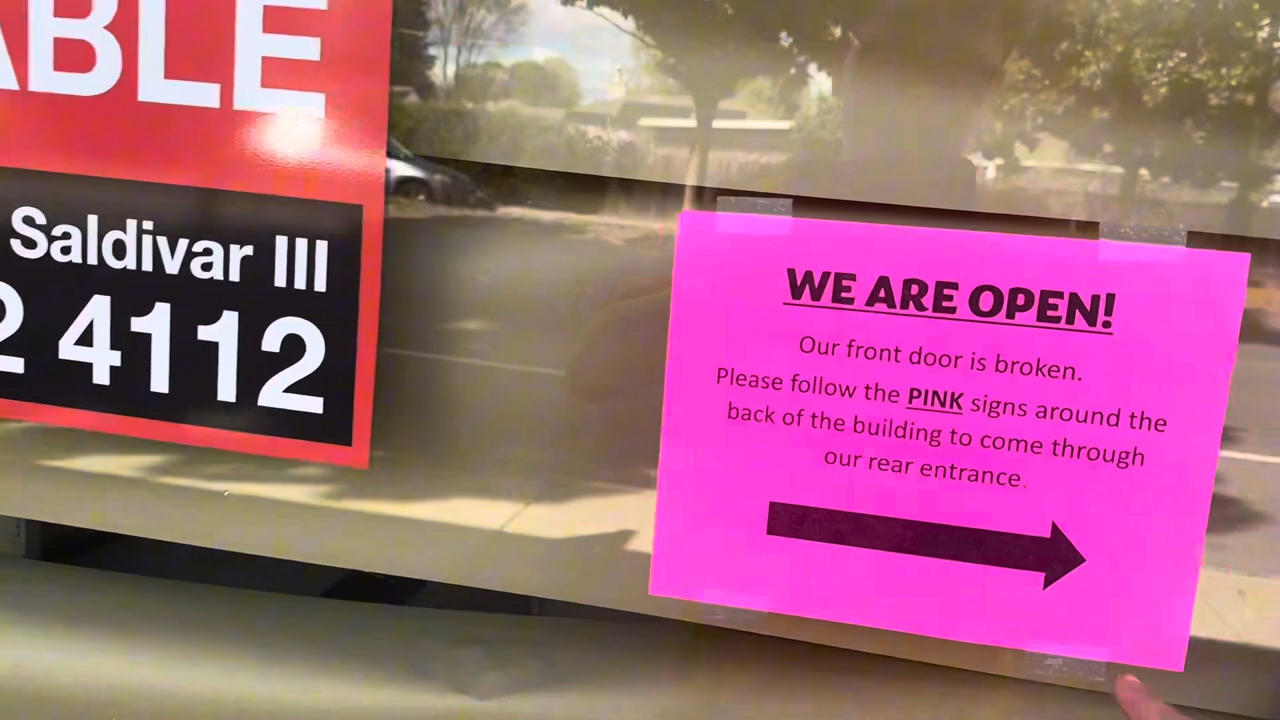 ABLE
Saldivar III
2 4112
WE ARE OPEN!
Our front door is broken.
Please follow the PINK signs around the
back of the building to come through
our rear entrance.